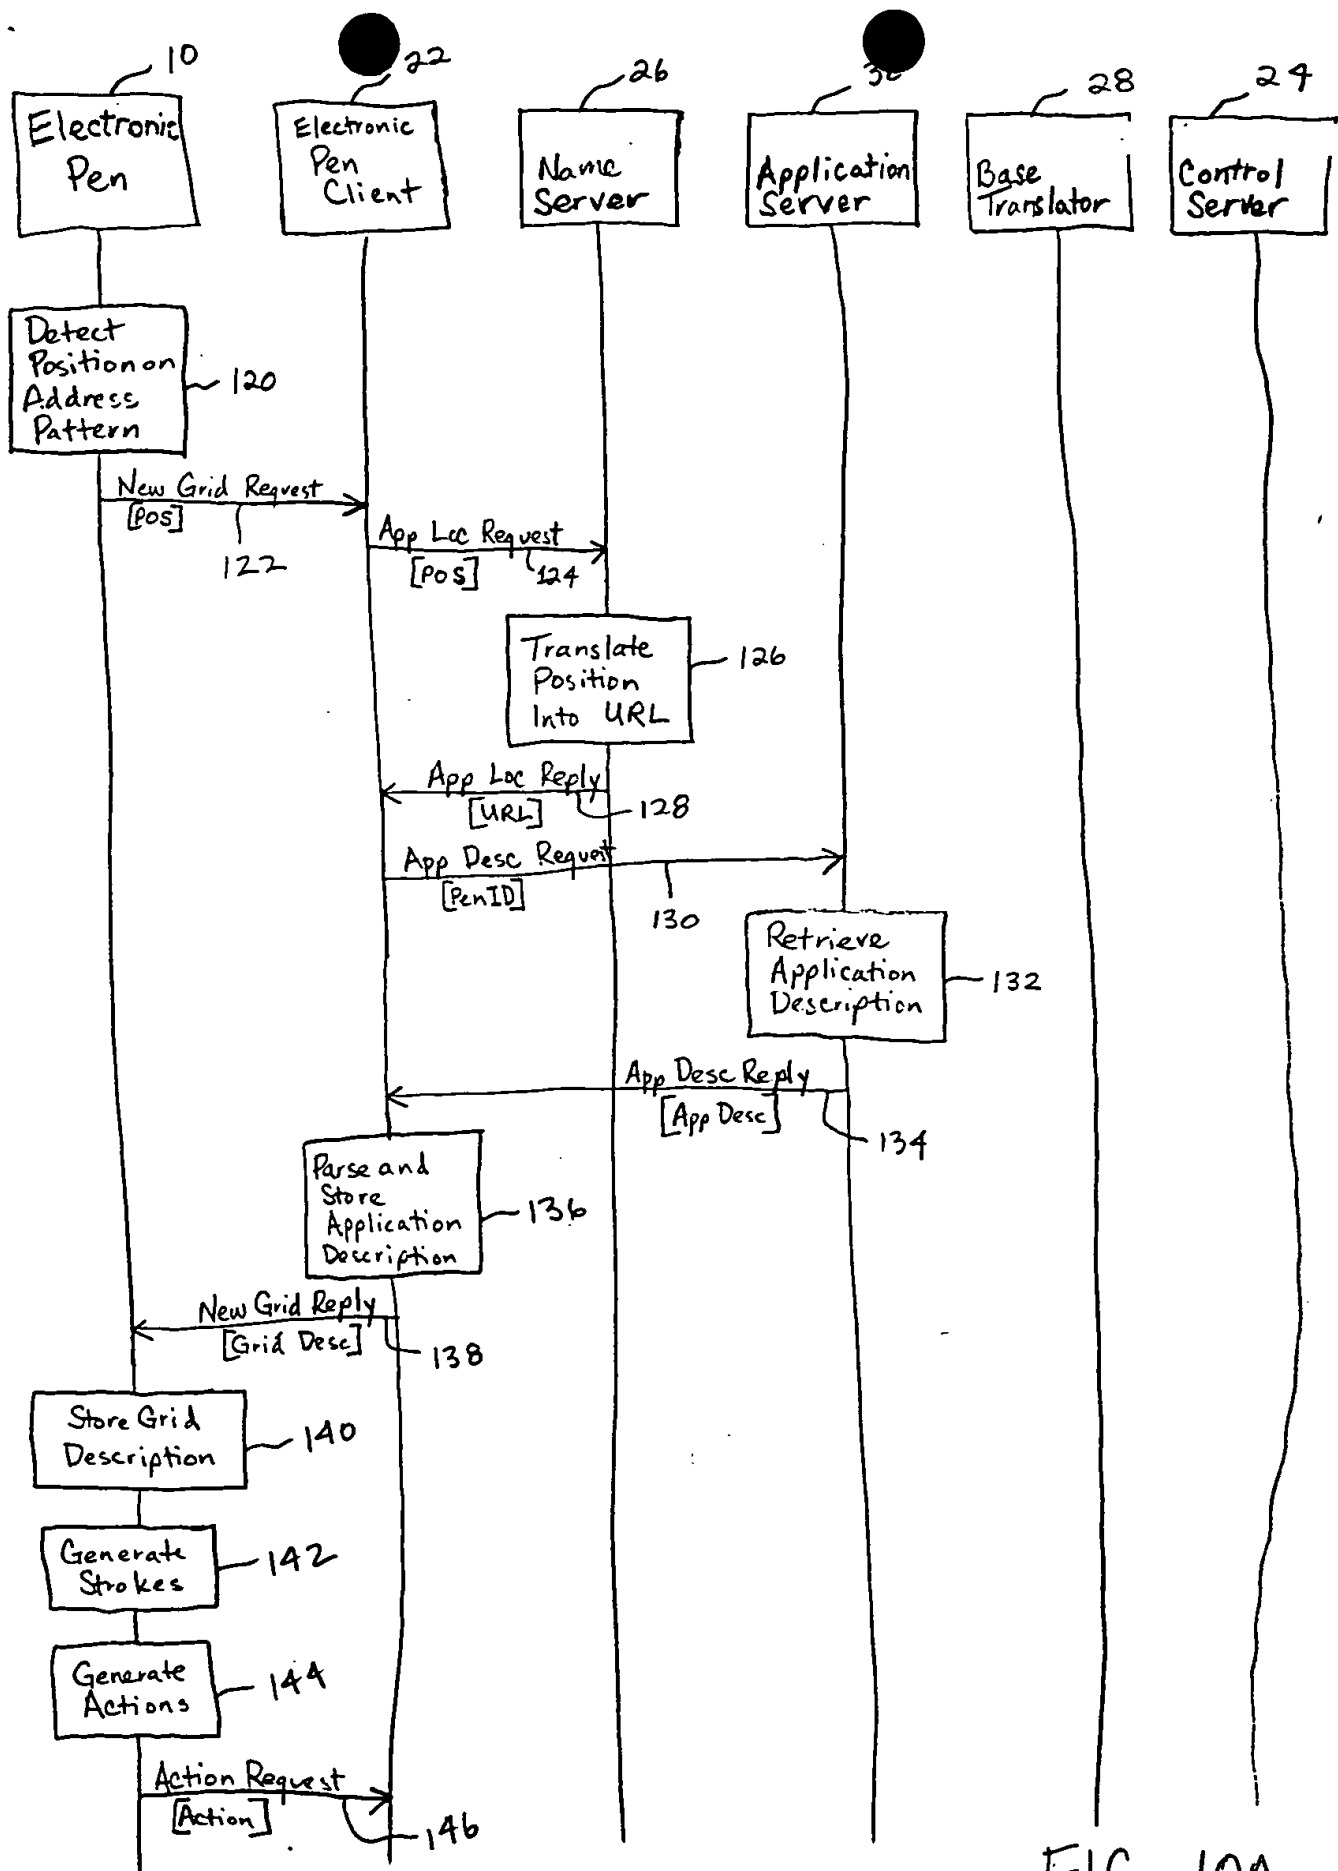 10
22
26
28
24
Electronic
Pen
Electronic
Pen
Client
Name
Server
Application
Server
Base
Translator
Control
Server
Detect
Position on
Address
Pattern
120
New Grid Request
[POS]
122
App Loc Request
[POS]
124
Translate
Position
Into URL
126
App Loc Reply
[URL]
128
App Desc Request
[PenID]
130
Retrieve
Application
Description
132
App Desc Reply
[App Desc]
134
Parse and
Store
Application
Description
136
New Grid Reply
[Grid Desc]
138
Store Grid
Description
140
Generate
Strokes
142
Generate
Actions
144
Action Request
[Action]
146